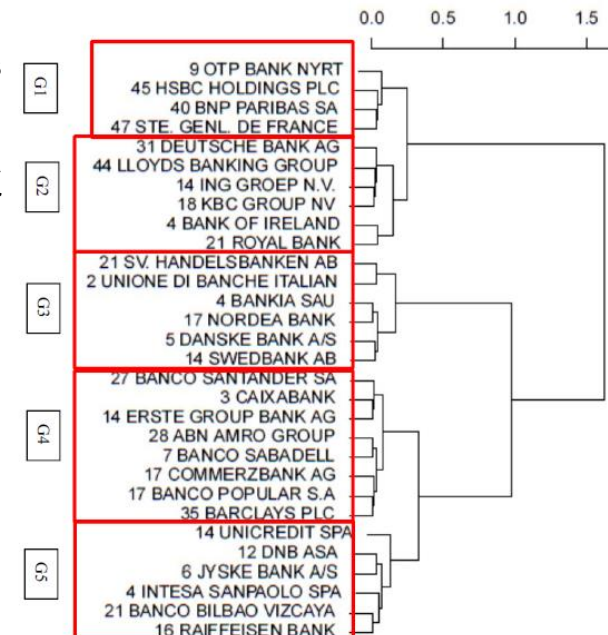 0.0 0.5 1.0 1.5
G1
9 OTP BANK NYRT
45 HSBC HOLDINGS PLC
40 BNP PARIBAS SA
47 STE. GENL. DE FRANCE
G2
31 DEUTSCHE BANK AG
44 LLOYDS BANKING GROUP
14 ING GROEP N.V.
18 KBC GROUP NV
4 BANK OF IRELAND
21 ROYAL BANK
G3
21 SV. HANDELSBANKEN AB
2 UNIONE DI BANCHE ITALIAN
4 BANKIA SAU
17 NORDEA BANK
5 DANSKE BANK A/S
14 SWEDBANK AB
G4
27 BANCO SANTANDER SA
3 CAIXABANK
14 ERSTE GROUP BANK AG
28 ABN AMRO GROUP
7 BANCO SABADELL
17 COMMERZBANK AG
17 BANCO POPULAR S.A
35 BARCLAYS PLC
G5
14 UNICREDIT SPA
12 DNB ASA
6 JYSKE BANK A/S
4 INTESA SANPAOLO SPA
21 BANCO BILBAO VIZCAYA
16 RAIFFEISEN BANK